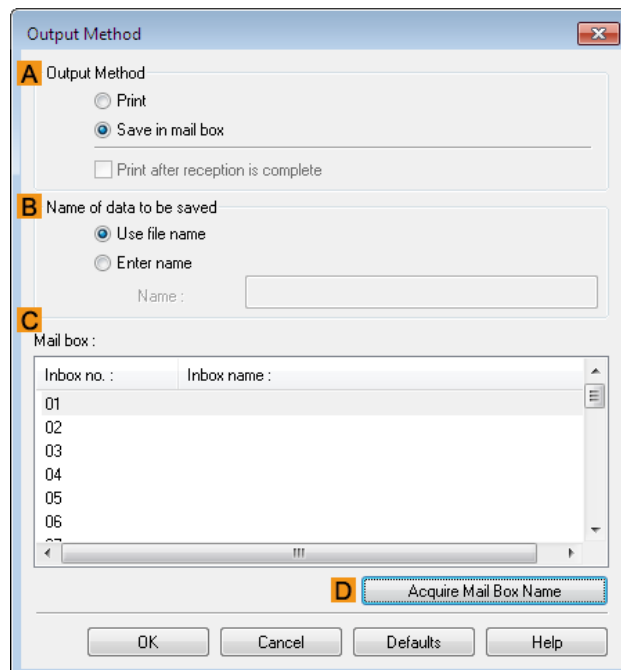 Output Method
A Output Method
Print
Save in mail box
Print after reception is complete
B Name of data to be saved
Use file name
Enter name
Name :
C
Mail box :
Inbox no. : Inbox name :
01
02
03
04
05
06
D Acquire Mail Box Name
OK Cancel Defaults Help